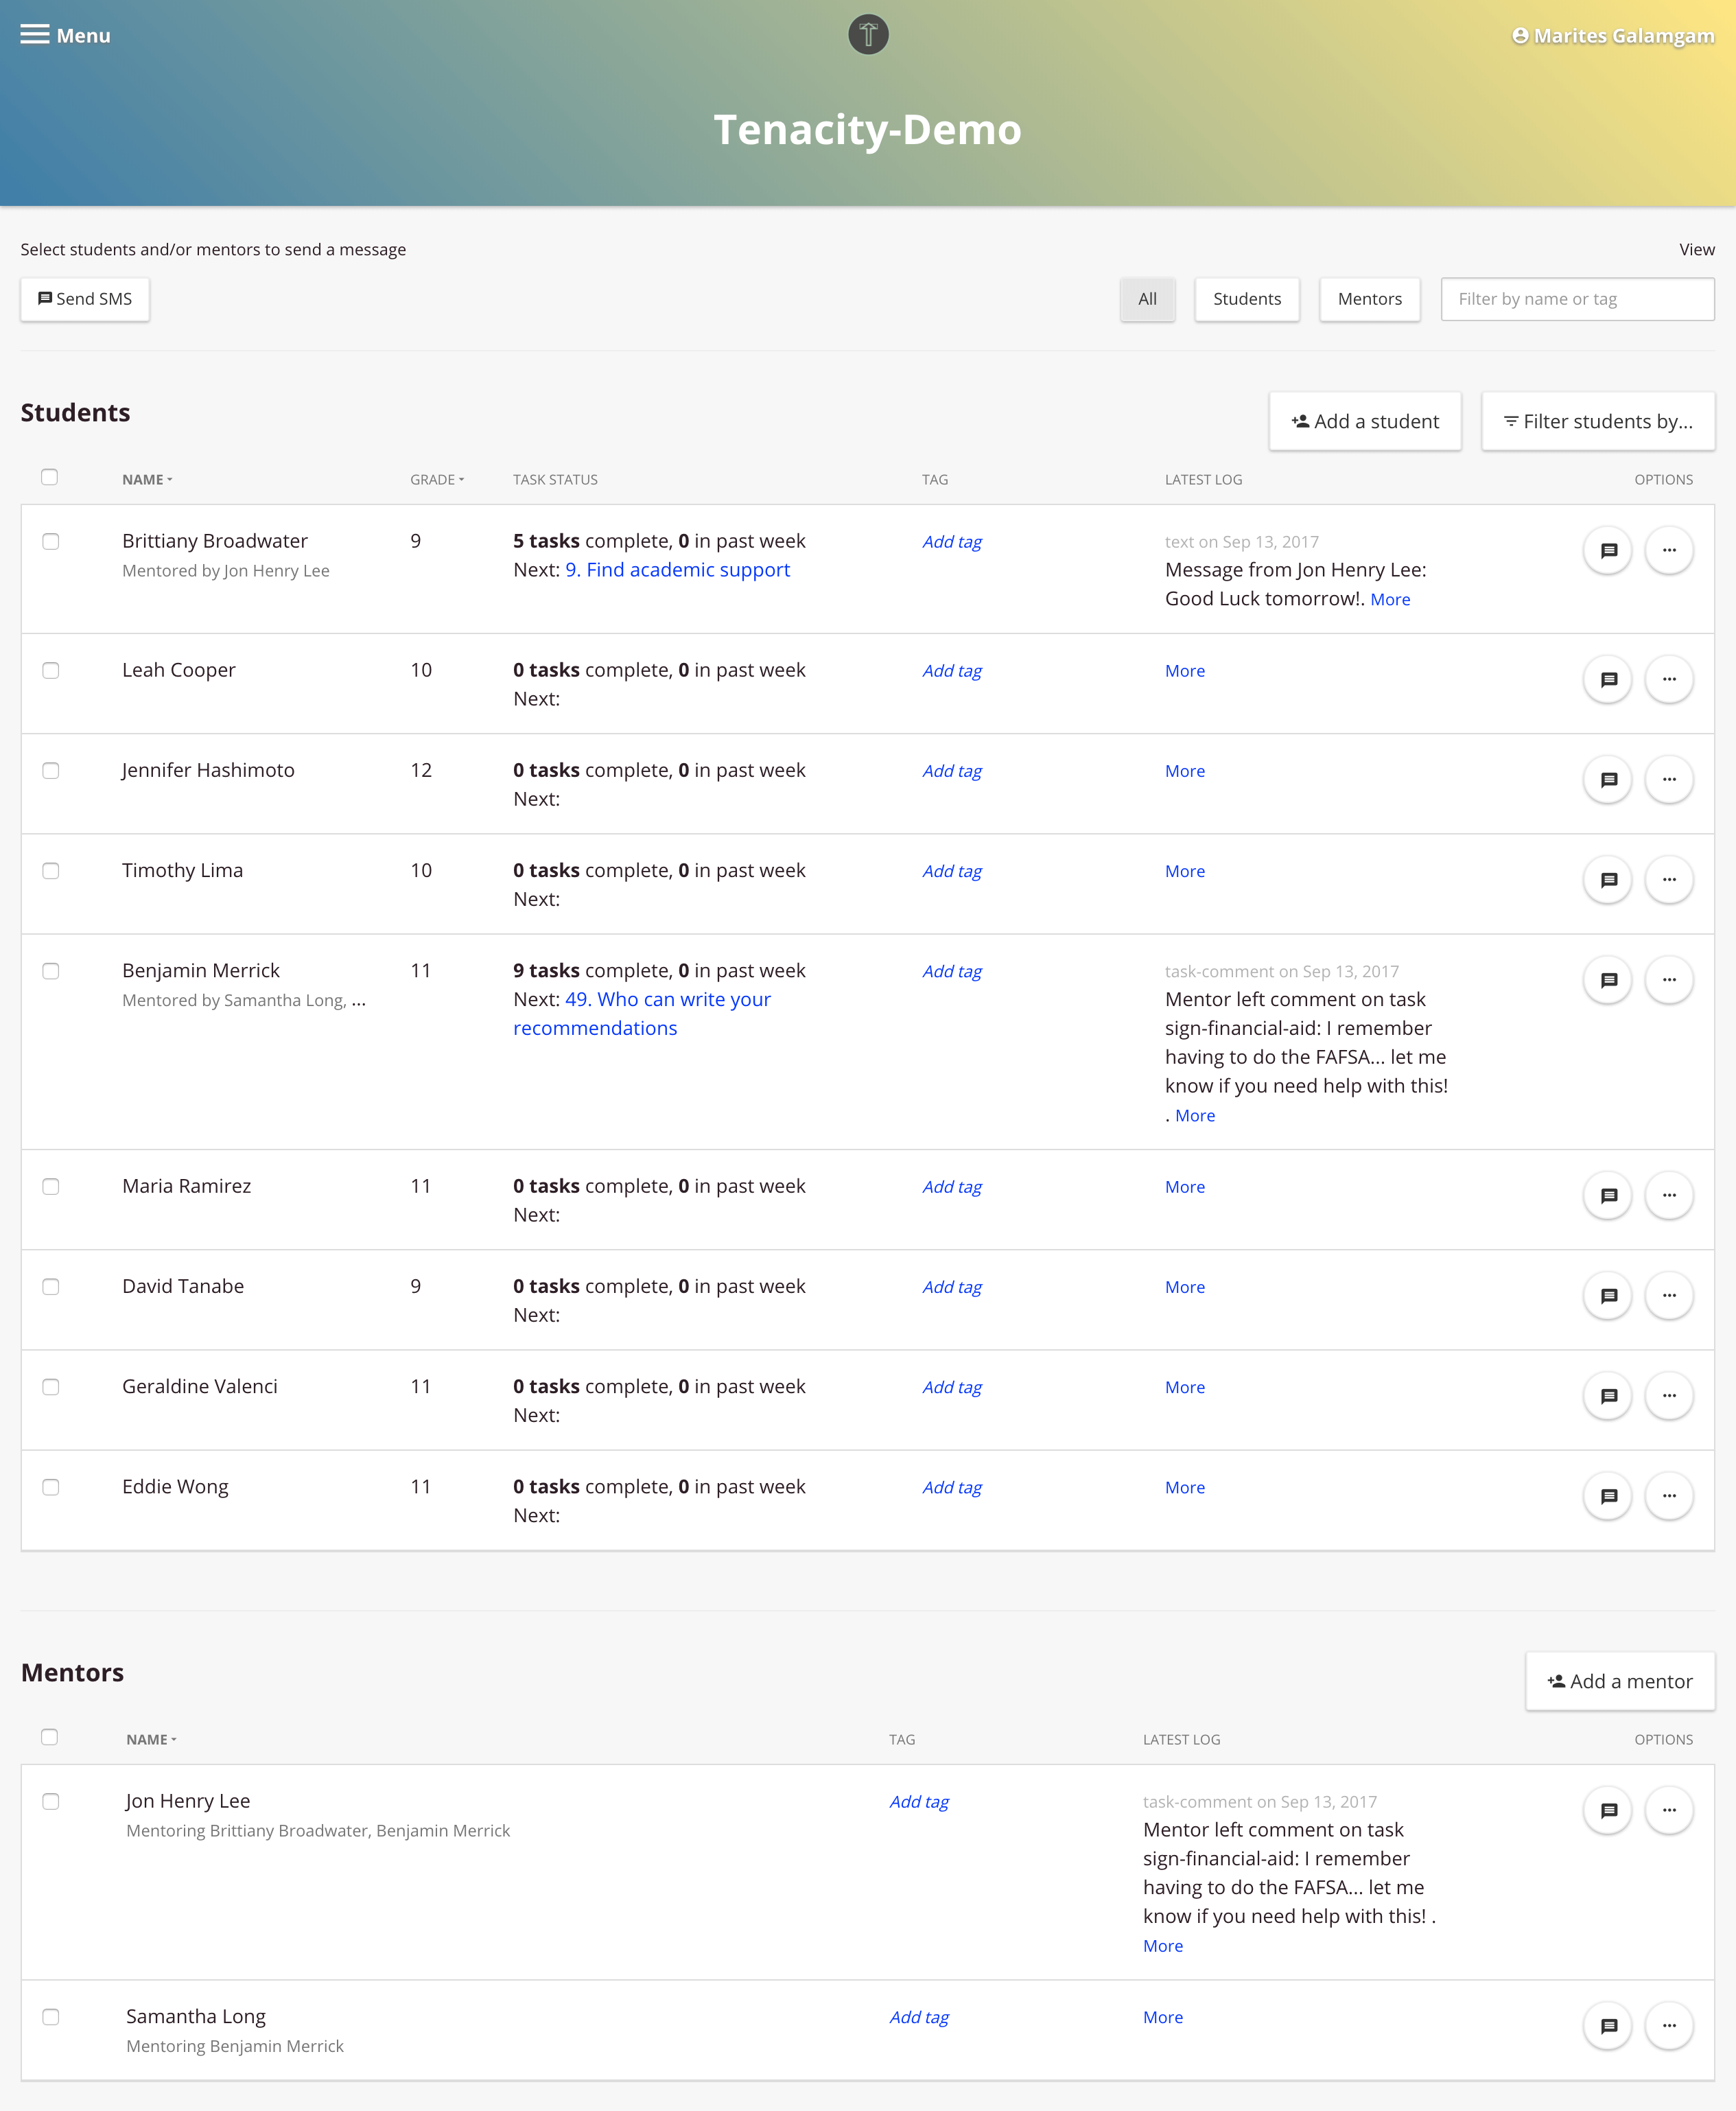 Menu
Marites Galamgam
Tenacity-Demo
Select students and/or mentors to send a message
View
Send SMS
All
Students
Mentors
Filter by name or tag
Students
Add a student
Filter students by...
NAME
GRADE
TASK STATUS
TAG
LATEST LOG
OPTIONS
Brittiany Broadwater
Mentored by Jon Henry Lee
9
5 tasks complete, 0 in past week
Next: 9. Find academic support
Add tag
text on Sep 13, 2017
Message from Jon Henry Lee:
Good Luck tomorrow!. More
Leah Cooper
10
0 tasks complete, 0 in past week
Next:
Add tag
More
Jennifer Hashimoto
12
0 tasks complete, 0 in past week
Next:
Add tag
More
Timothy Lima
10
0 tasks complete, 0 in past week
Next:
Add tag
More
Benjamin Merrick
Mentored by Samantha Long, ...
11
9 tasks complete, 0 in past week
Next: 49. Who can write your
recommendations
Add tag
task-comment on Sep 13, 2017
Mentor left comment on task
sign-financial-aid: I remember
having to do the FAFSA... let me
know if you need help with this!
. More
Maria Ramirez
11
0 tasks complete, 0 in past week
Next:
Add tag
More
David Tanabe
9
0 tasks complete, 0 in past week
Next:
Add tag
More
Geraldine Valenci
11
0 tasks complete, 0 in past week
Next:
Add tag
More
Eddie Wong
11
0 tasks complete, 0 in past week
Next:
Add tag
More
Mentors
Add a mentor
NAME
TAG
LATEST LOG
OPTIONS
Jon Henry Lee
Mentoring Brittiany Broadwater, Benjamin Merrick
Add tag
task-comment on Sep 13, 2017
Mentor left comment on task
sign-financial-aid: I remember
having to do the FAFSA... let me
know if you need help with this! .
More
Samantha Long
Mentoring Benjamin Merrick
Add tag
More